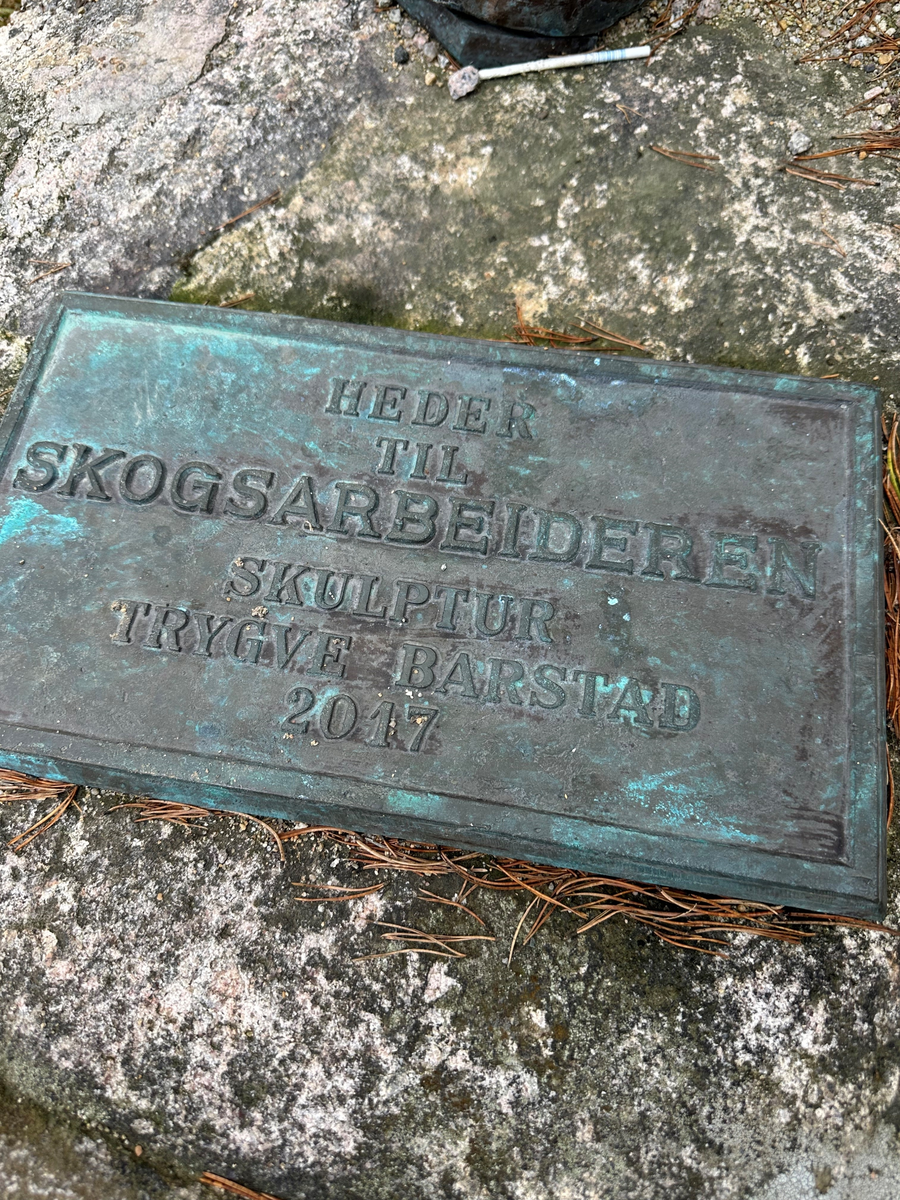 HEDER
TIL
SKOGSARBEIDEREN
SKULPTUR
TRYGVE BARSTAD
2017